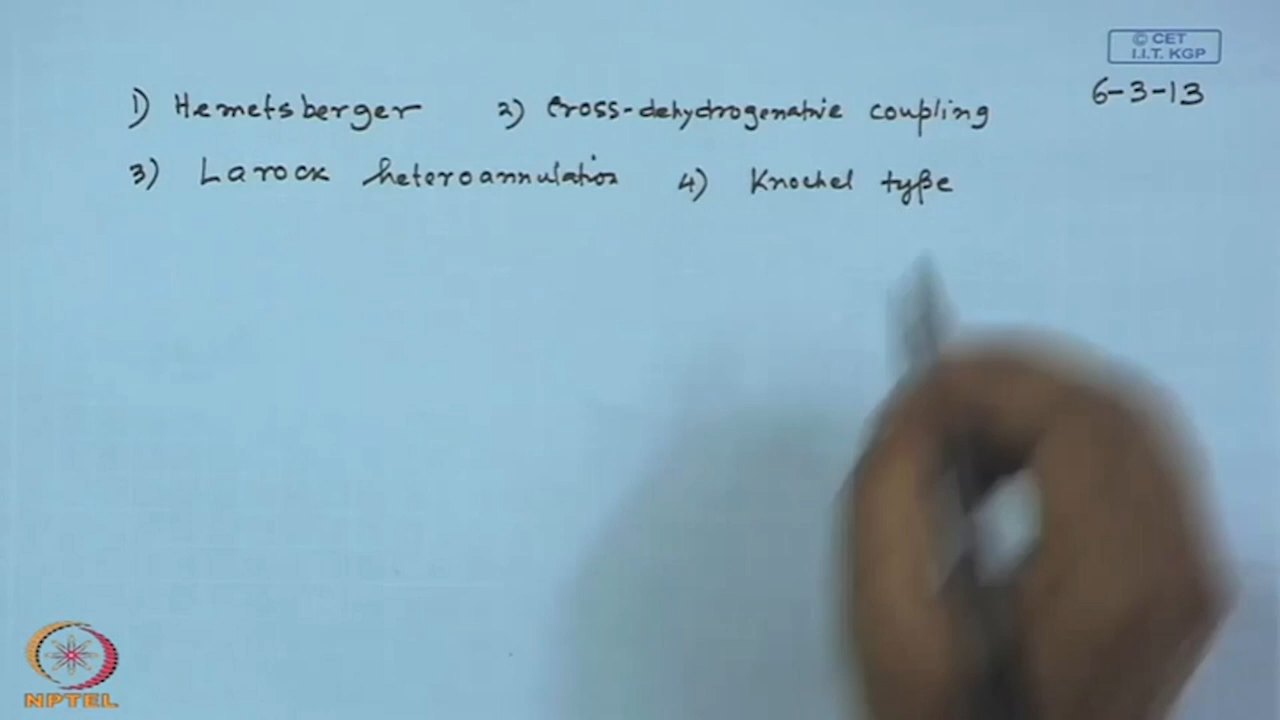 © CET
I.I.T. KGP
6-3-13
1) Hemetsberger 2) Cross-dehydrogenative coupling
3) Larock heteroannulation 4) Knochel type
NPTEL